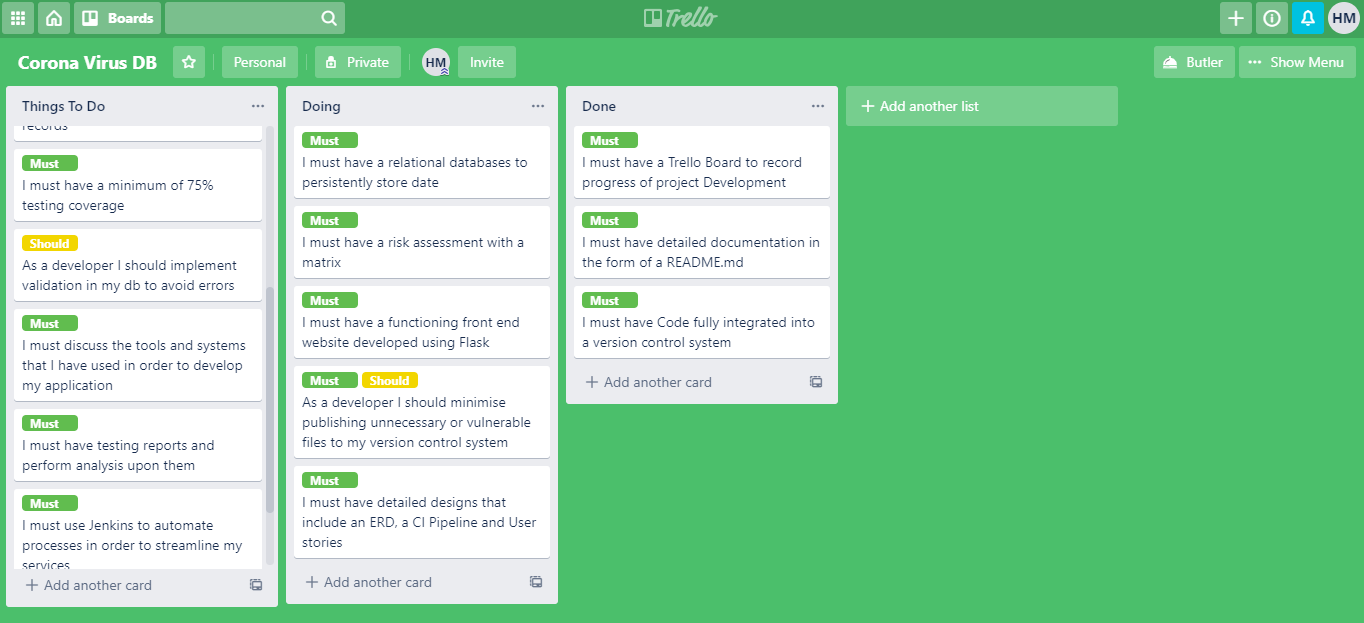 Boards
Trello
HM
Corona Virus DB
Personal
Private
HM
Invite
Butler
Show Menu
Things To Do
records
Must
I must have a minimum of 75%
testing coverage
Should
As a developer I should implement
validation in my db to avoid errors
Must
I must discuss the tools and systems
that I have used in order to develop
my application
Must
I must have testing reports and
perform analysis upon them
Must
I must use Jenkins to automate
processes in order to streamline my
services
Add another card
Doing
Must
I must have a relational databases to
persistently store date
Must
I must have a risk assessment with a
matrix
Must
I must have a functioning front end
website developed using Flask
Must Should
As a developer I should minimise
publishing unnecessary or vulnerable
files to my version control system
Must
I must have detailed designs that
include an ERD, a CI Pipeline and User
stories
Add another card
Done
Must
I must have a Trello Board to record
progress of project Development
Must
I must have detailed documentation in
the form of a README.md
Must
I must have Code fully integrated into
a version control system
Add another card
Add another list